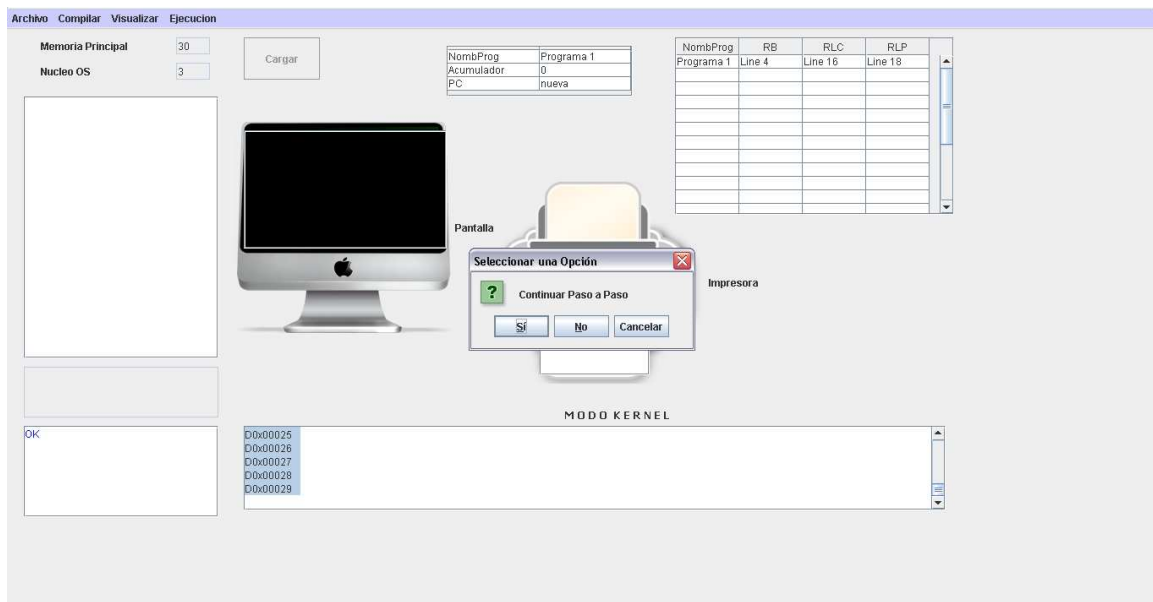 Archivo Compilar Visualizar Ejecucion
Memoria Principal 30
Nucleo OS 3
Cargar
NombProg Programa 1
Acumulador 0
PC nueva
NombProg RB RLC RLP
Programa 1 Line 4 Line 16 Line 18
Pantalla
Impresora
Seleccionar una Opción
? Continuar Paso a Paso
Sí No Cancelar
MODO KERNEL
OK
D0x00025
D0x00026
D0x00027
D0x00028
D0x00029